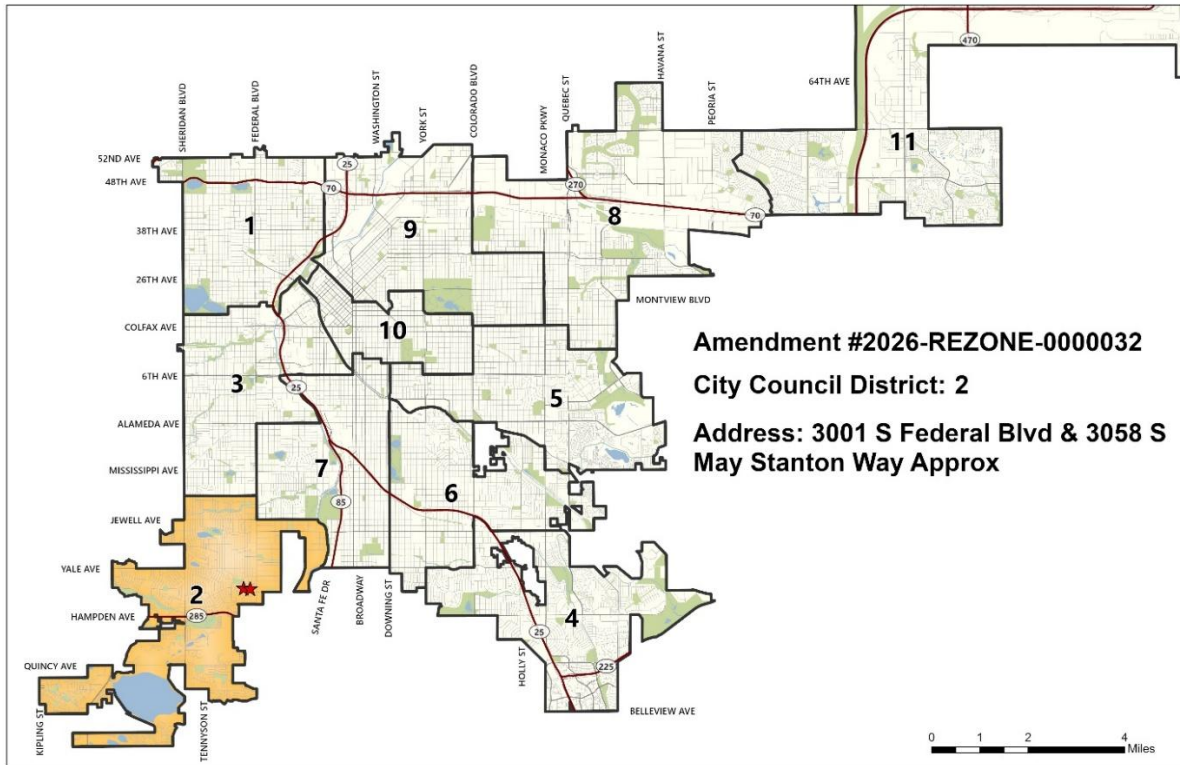 SHERIDAN BLVD
FEDERAL BLVD
WASHINGTON ST
YORK ST
COLORADO BLVD
MONACO PKWY
QUEBEC ST
HAVANA ST
PEORIA ST
64TH AVE
470
52ND AVE
48TH AVE
38TH AVE
26TH AVE
COLFAX AVE
6TH AVE
ALAMEDA AVE
MISSISSIPPI AVE
JEWELL AVE
YALE AVE
HAMPDEN AVE
QUINCY AVE
KIPLING ST
TENNYSON ST
SANTA FE DR
BROADWAY
DOWNING ST
HOLLY ST
BELLEVIEW AVE
MONTVIEW BLVD
25
70
270
70
25
85
285
25
225
1
9
8
11
10
3
5
7
6
2
4
Amendment #2026-REZONE-0000032
City Council District: 2
Address: 3001 S Federal Blvd & 3058 S
May Stanton Way Approx
0 1 2 4
Miles